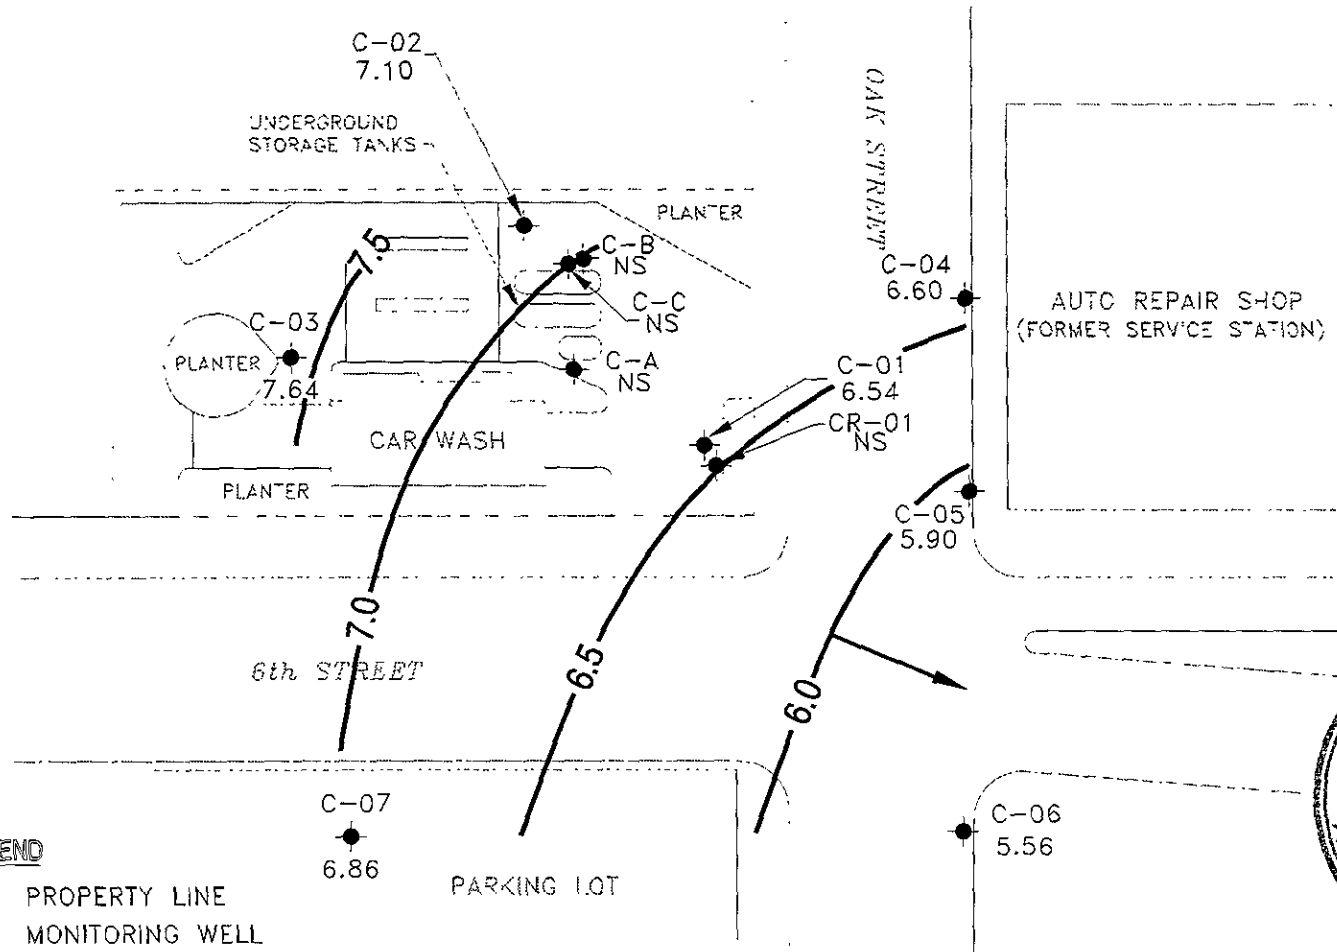 C-02
7.10
UNDERGROUND
STORAGE TANKS
OAK STREET
PLANTER
7.5
C-B
NS
C-C
NS
C-04
6.60
AUTO REPAIR SHOP
(FORMER SERVICE STATION)
C-03
PLANTER
7.64
C-A
NS
C-01
6.54
CR-01
NS
CAR WASH
PLANTER
C-05
5.90
7.0
6th STREET
6.5
6.0
C-07
6.86
C-06
5.56
PARKING LOT
END
PROPERTY LINE
MONITORING WELL